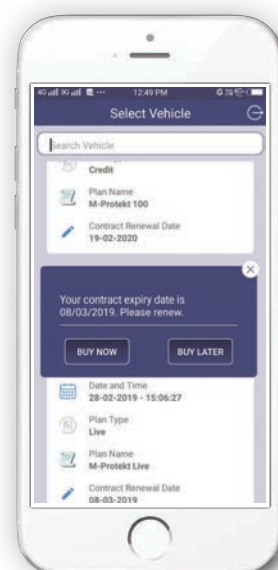 12:49 PM
Select Vehicle
Search Vehicle
Credit
Plan Name
M-Protekt 100
Contract Renewal Date
19-02-2020
Your contract expiry date is
08/03/2019. Please renew.
BUY NOW
BUY LATER
Date and Time
28-02-2019 - 15:06:27
Plan Type
Live
Plan Name
M-Protekt Live
Contract Renewal Date
08-03-2019